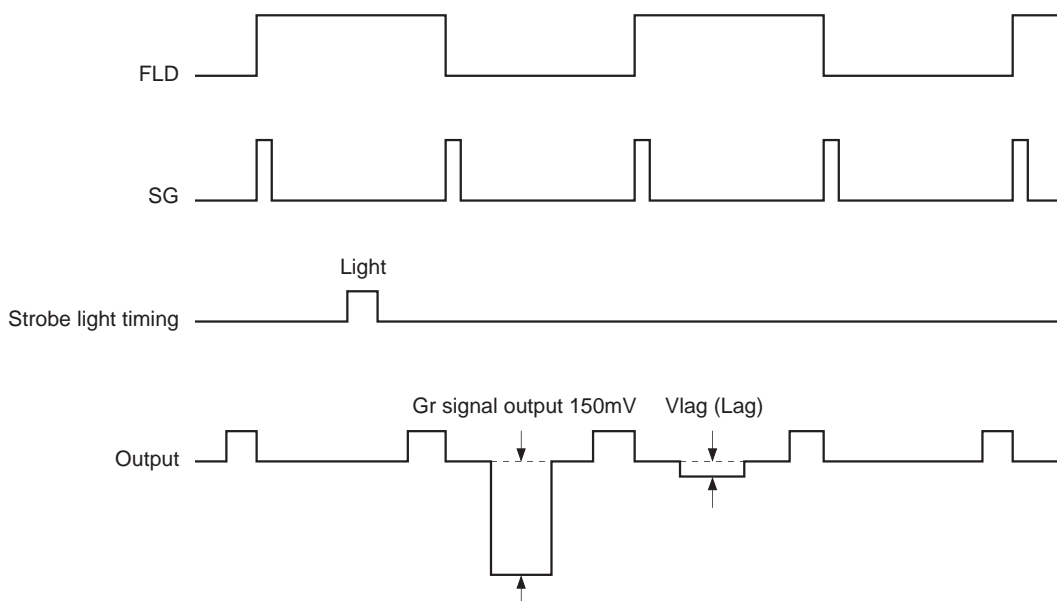 FLD
SG
Light
Strobe light timing
Gr signal output 150mV
Vlag (Lag)
Output